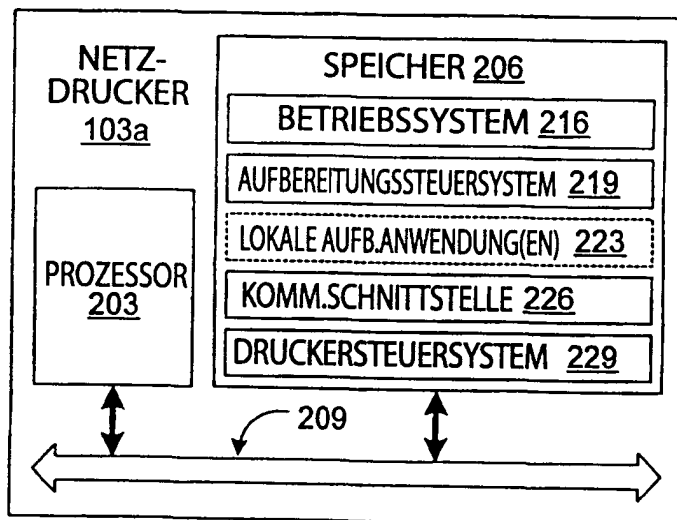 NETZ-
DRUCKER
103a
PROZESSOR
203
SPEICHER 206
BETRIEBSSYSTEM 216
AUFBEREITUNGSSTEUERSYSTEM 219
LOKALE AUFB.ANWENDUNG(EN) 223
KOMM.SCHNITTSTELLE 226
DRUCKERSTEUERSYSTEM 229
209